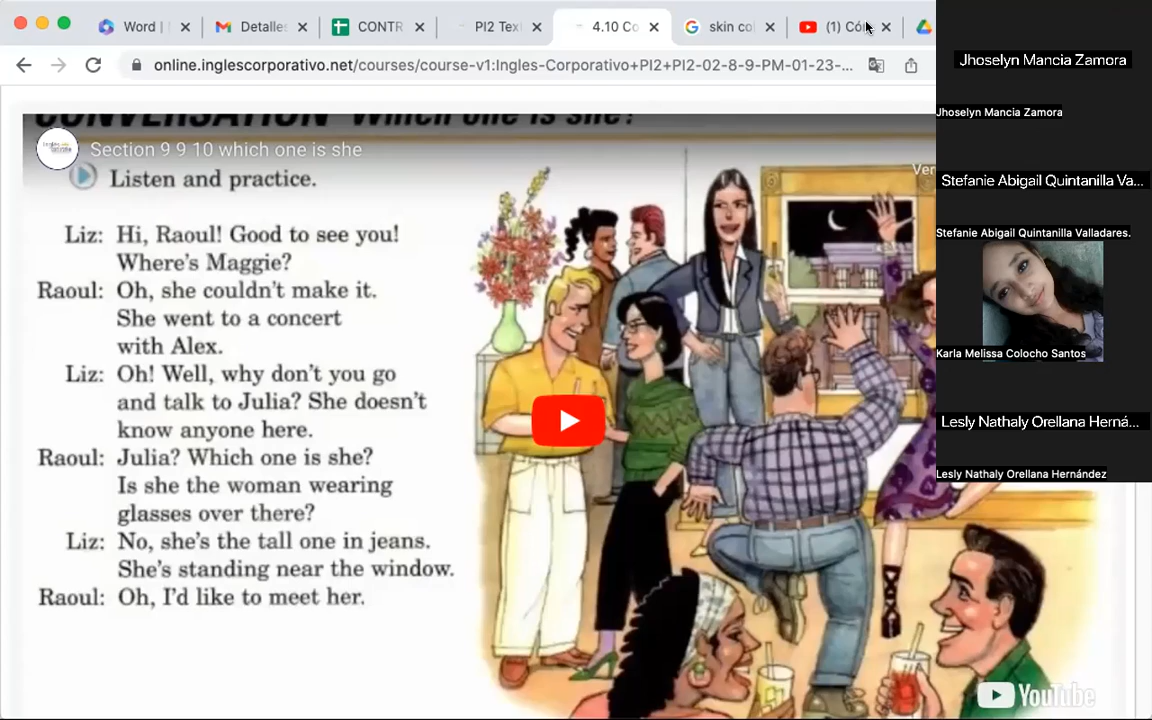 Word |
Detalles
CONTR
PI2 Tex
4.10 Co
skin co
(1) Có
online.inglescorporativo.net/courses/course-v1:Ingles-Corporativo+PI2+PI2-02-8-9-PM-01-23-...
CONVERSATION Which one is she?
Section 9 9 10 which one is she
Ver
Listen and practice.
Liz: Hi, Raoul! Good to see you!
Where's Maggie?
Raoul: Oh, she couldn't make it.
She went to a concert
with Alex.
Liz: Oh! Well, why don't you go
and talk to Julia? She doesn't
know anyone here.
Raoul: Julia? Which one is she?
Is she the woman wearing
glasses over there?
Liz: No, she's the tall one in jeans.
She's standing near the window.
Raoul: Oh, I'd like to meet her.
YouTube
Jhoselyn Mancia Zamora
Jhoselyn Mancia Zamora
Stefanie Abigail Quintanilla Va...
Stefanie Abigail Quintanilla Valladares.
Karla Melissa Colocho Santos
Lesly Nathaly Orellana Herná...
Lesly Nathaly Orellana Hernández